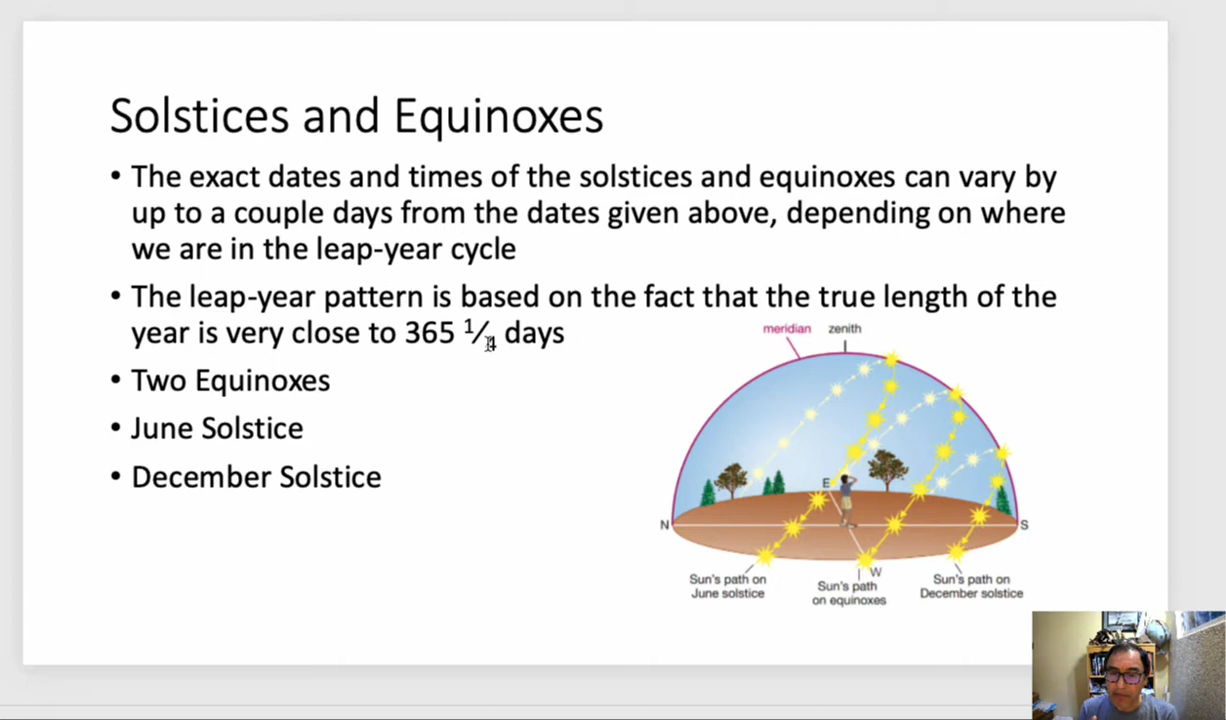 Solstices and Equinoxes
• The exact dates and times of the solstices and equinoxes can vary by
up to a couple days from the dates given above, depending on where
we are in the leap-year cycle
• The leap-year pattern is based on the fact that the true length of the
year is very close to 365 ¼ days
• Two Equinoxes
• June Solstice
• December Solstice
meridian zenith
E
N
S
W
Sun's path on
June solstice
Sun's path
on equinoxes
Sun's path on
December solstice